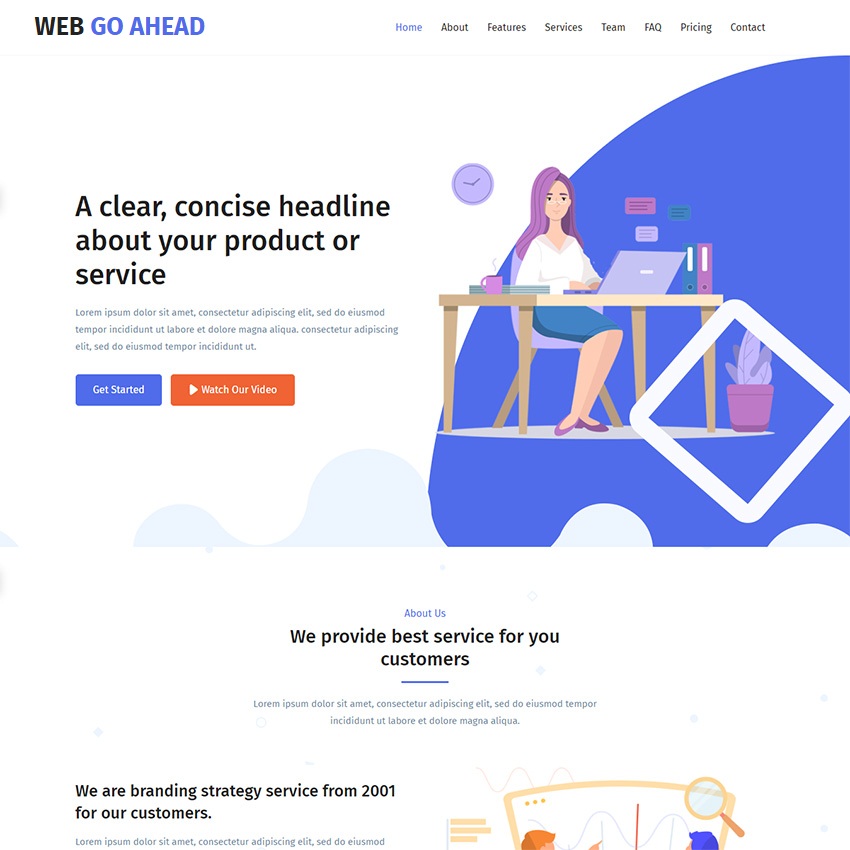 WEB GO AHEAD
Home About Features Services Team FAQ Pricing Contact
A clear, concise headline
about your product or
service
Lorem ipsum dolor sit amet, consectetur adipiscing elit, sed do eiusmod
tempor incididunt ut labore et dolore magna aliqua. consectetur adipiscing
elit, sed do eiusmod tempor incididunt ut.
Get Started
Watch Our Video
About Us
We provide best service for you
customers
Lorem ipsum dolor sit amet, consectetur adipiscing elit, sed do eiusmod tempor
incididunt ut labore et dolore magna aliqua.
We are branding strategy service from 2001
for our customers.
Lorem ipsum dolor sit amet, consectetur adipiscing elit, sed do eiusmod